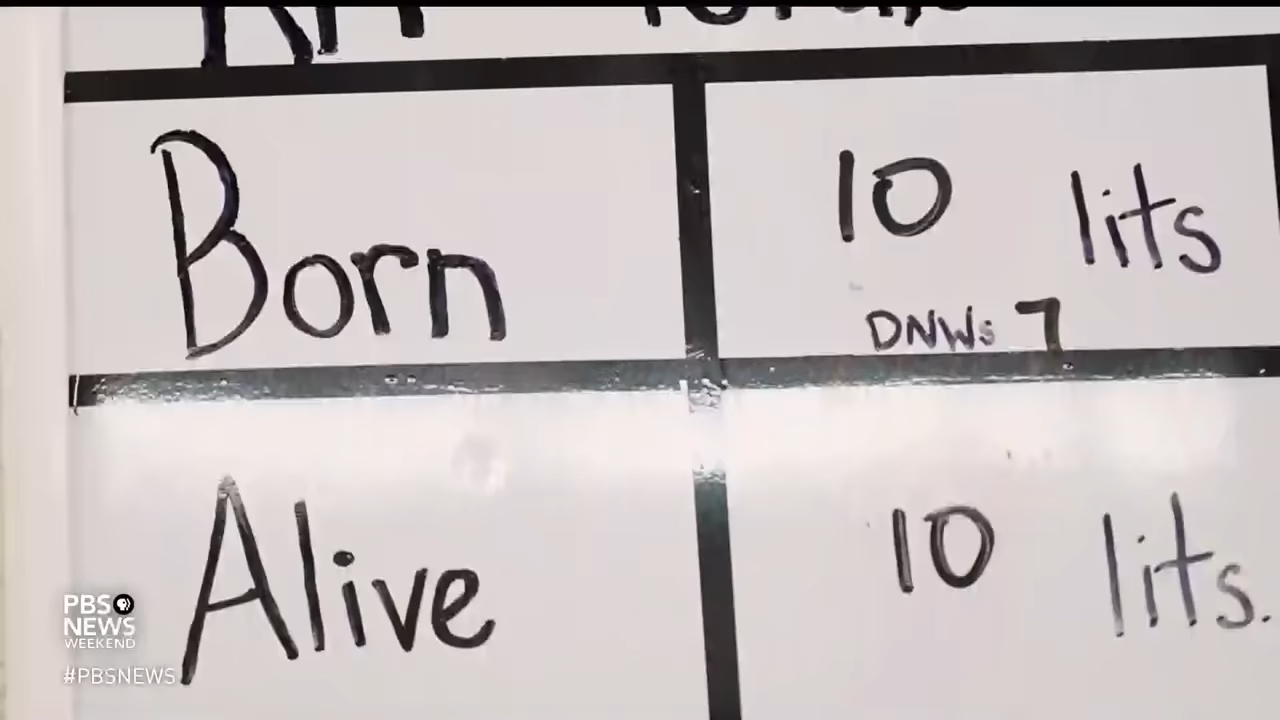 Born
10 lits
DNWs 7
Alive
10 lits.
PBS
NEWS
WEEKEND
#PBSNEWS